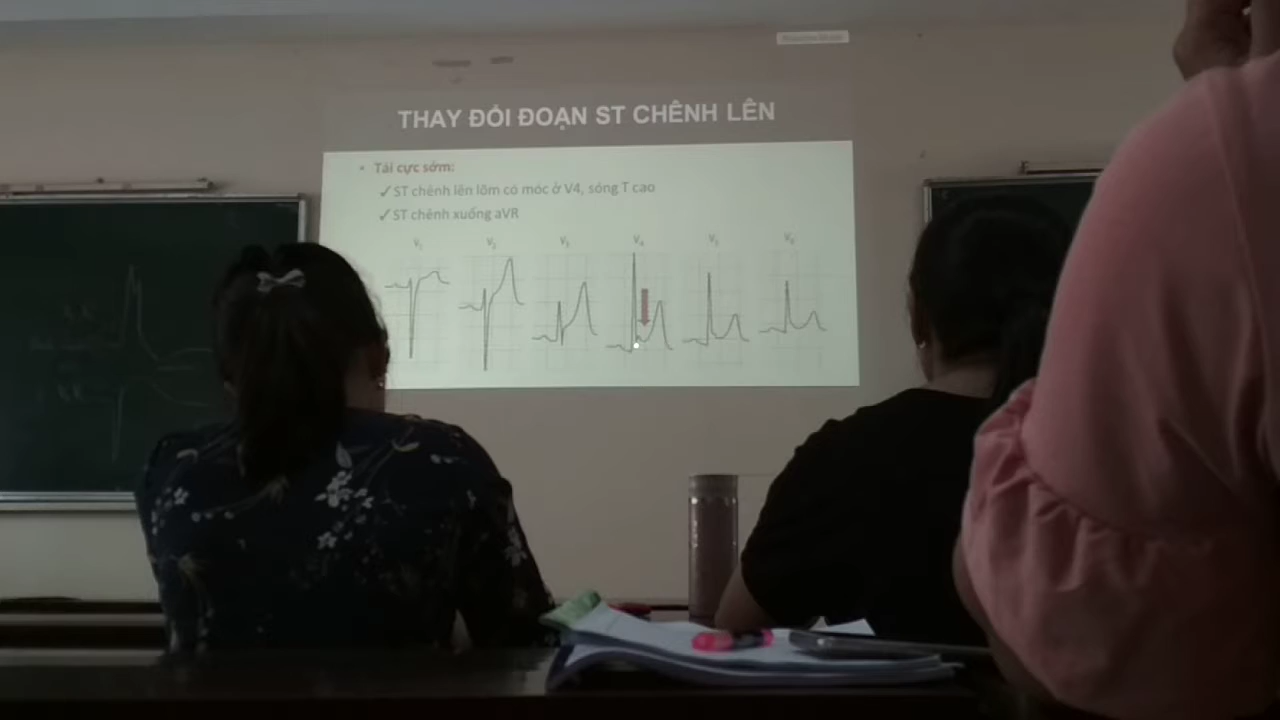 THAY ĐỔI ĐOẠN ST CHÊNH LÊN
• Tái cực sớm:
✓ ST chênh lên lõm có móc ở V4, sóng T cao
✓ ST chênh xuống aVR
V1 V2 V3 V4 V5 V6